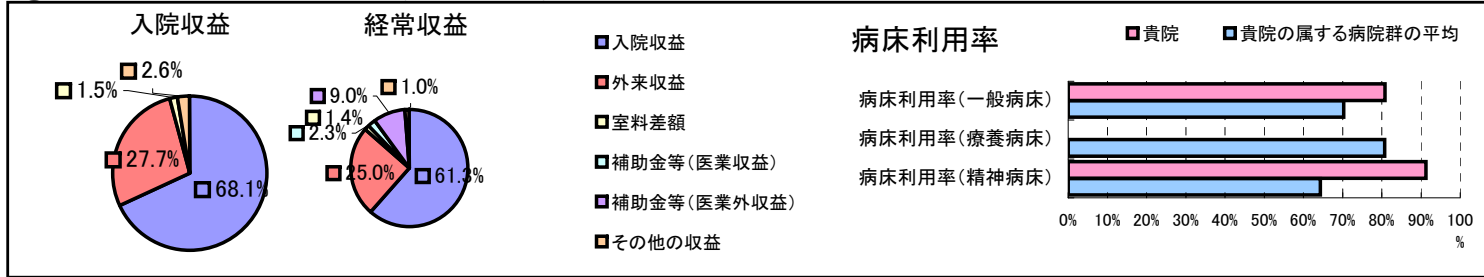 入院収益
2.6%
1.5%
27.7%
68.1%
経常収益
1.0%
9.0%
1.4%
2.3%
25.0%
61.3%
入院収益
外来収益
室料差額
補助金等(医業収益)
補助金等(医業外収益)
その他の収益
病床利用率
貴院
貴院の属する病院群の平均
病床利用率(一般病床)
病床利用率(療養病床)
病床利用率(精神病床)
0% 10% 20% 30% 40% 50% 60% 70% 80% 90% 100
%